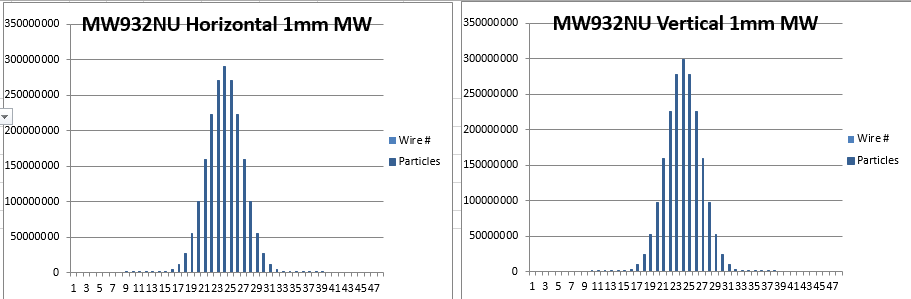 MW932NU Horizontal 1mm MW
350000000
300000000
250000000
200000000
150000000
100000000
50000000
0
1 3 5 7 9 11 13 15 17 19 21 23 25 27 29 31 33 35 37 39 41 43 45 47
Wire #
Particles
MW932NU Vertical 1mm MW
350000000
300000000
250000000
200000000
150000000
100000000
50000000
0
1 3 5 7 9 11 13 15 17 19 21 23 25 27 29 31 33 35 37 39 41 43 45 47
Wire #
Particles